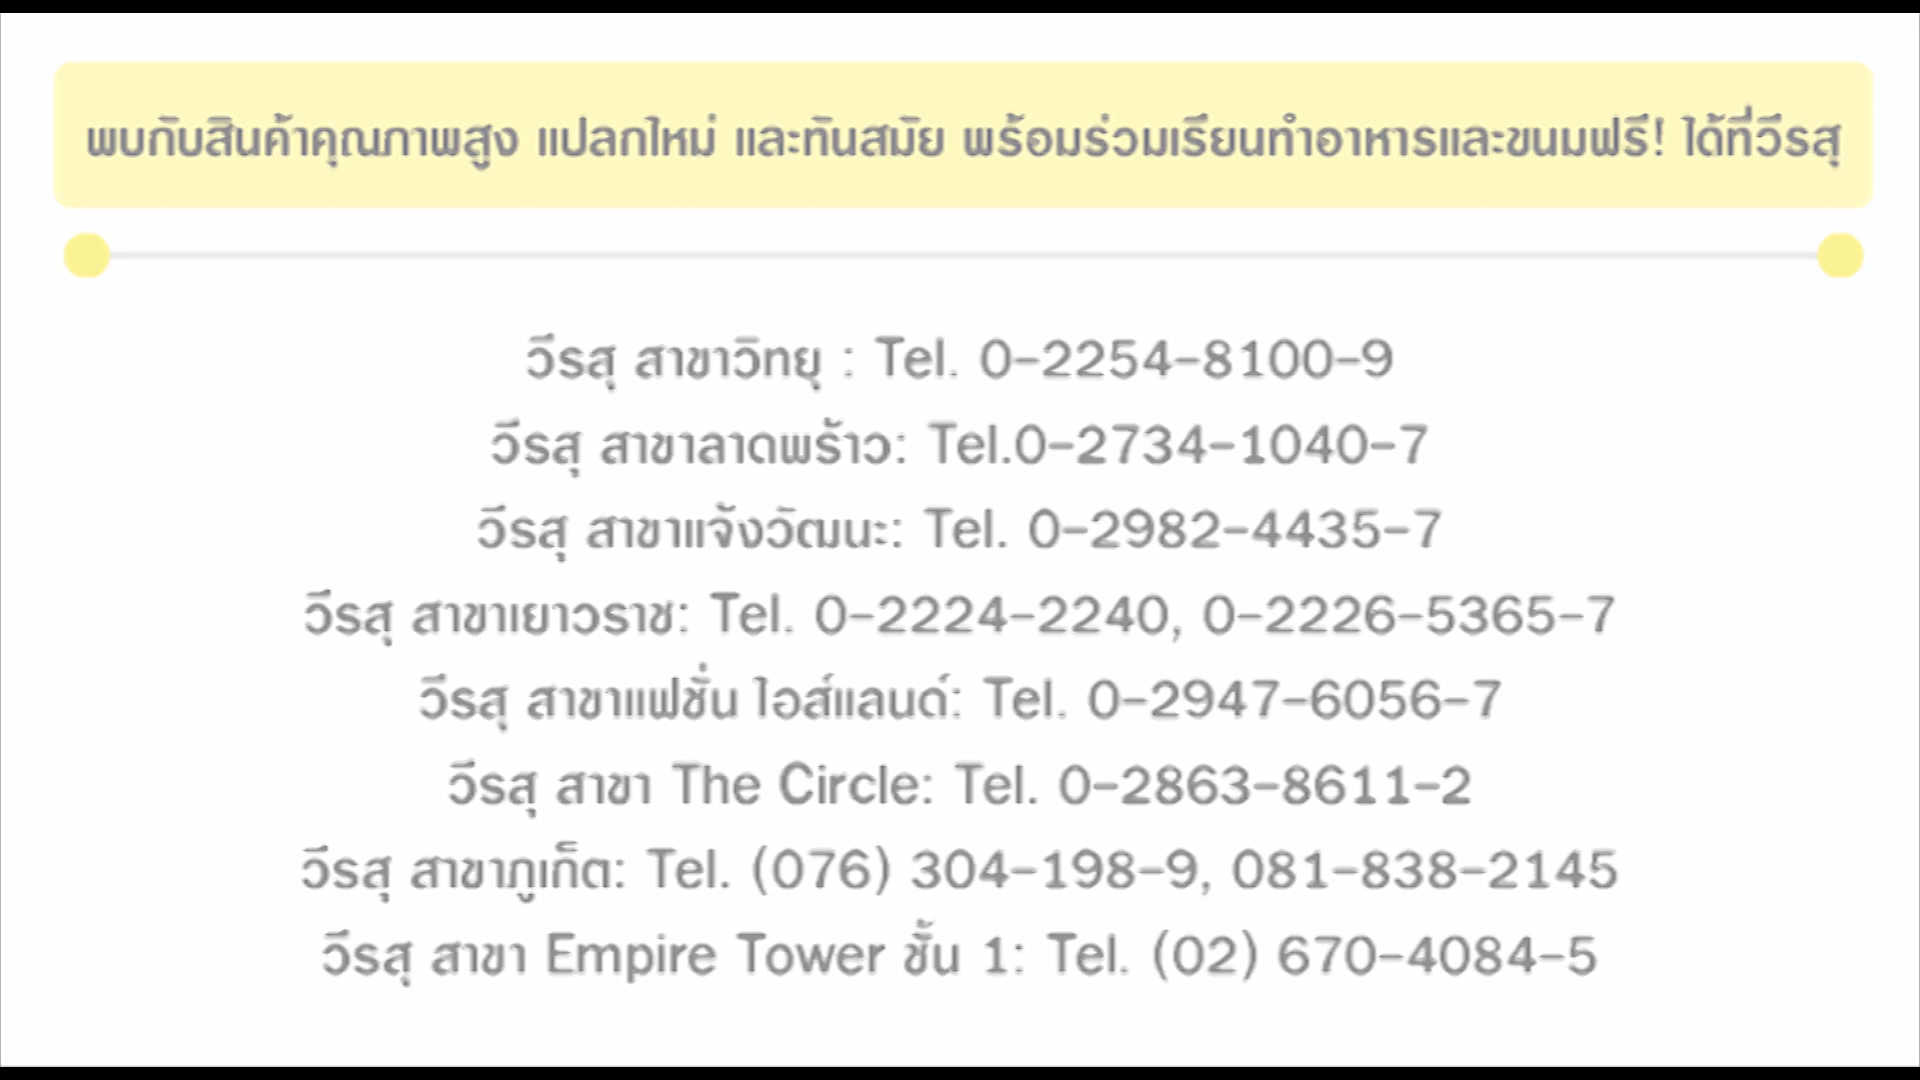 พบกับสินค้าคุณภาพสูง แปลกใหม่ และทันสมัย พร้อมร่วมเรียนทำอาหารและขนมฟรี! ได้ที่วีรสุ
วีรสุ สาขาวิทยุ : Tel. 0-2254-8100-9
วีรสุ สาขาลาดพร้าว: Tel.0-2734-1040-7
วีรสุ สาขาแจ้งวัฒนะ: Tel. 0-2982-4435-7
วีรสุ สาขาเยาวราช: Tel. 0-2224-2240, 0-2226-5365-7
วีรสุ สาขาแฟชั่น ไอส์แลนด์: Tel. 0-2947-6056-7
วีรสุ สาขา The Circle: Tel. 0-2863-8611-2
วีรสุ สาขาภูเก็ต: Tel. (076) 304-198-9, 081-838-2145
วีรสุ สาขา Empire Tower ชั้น 1: Tel. (02) 670-4084-5